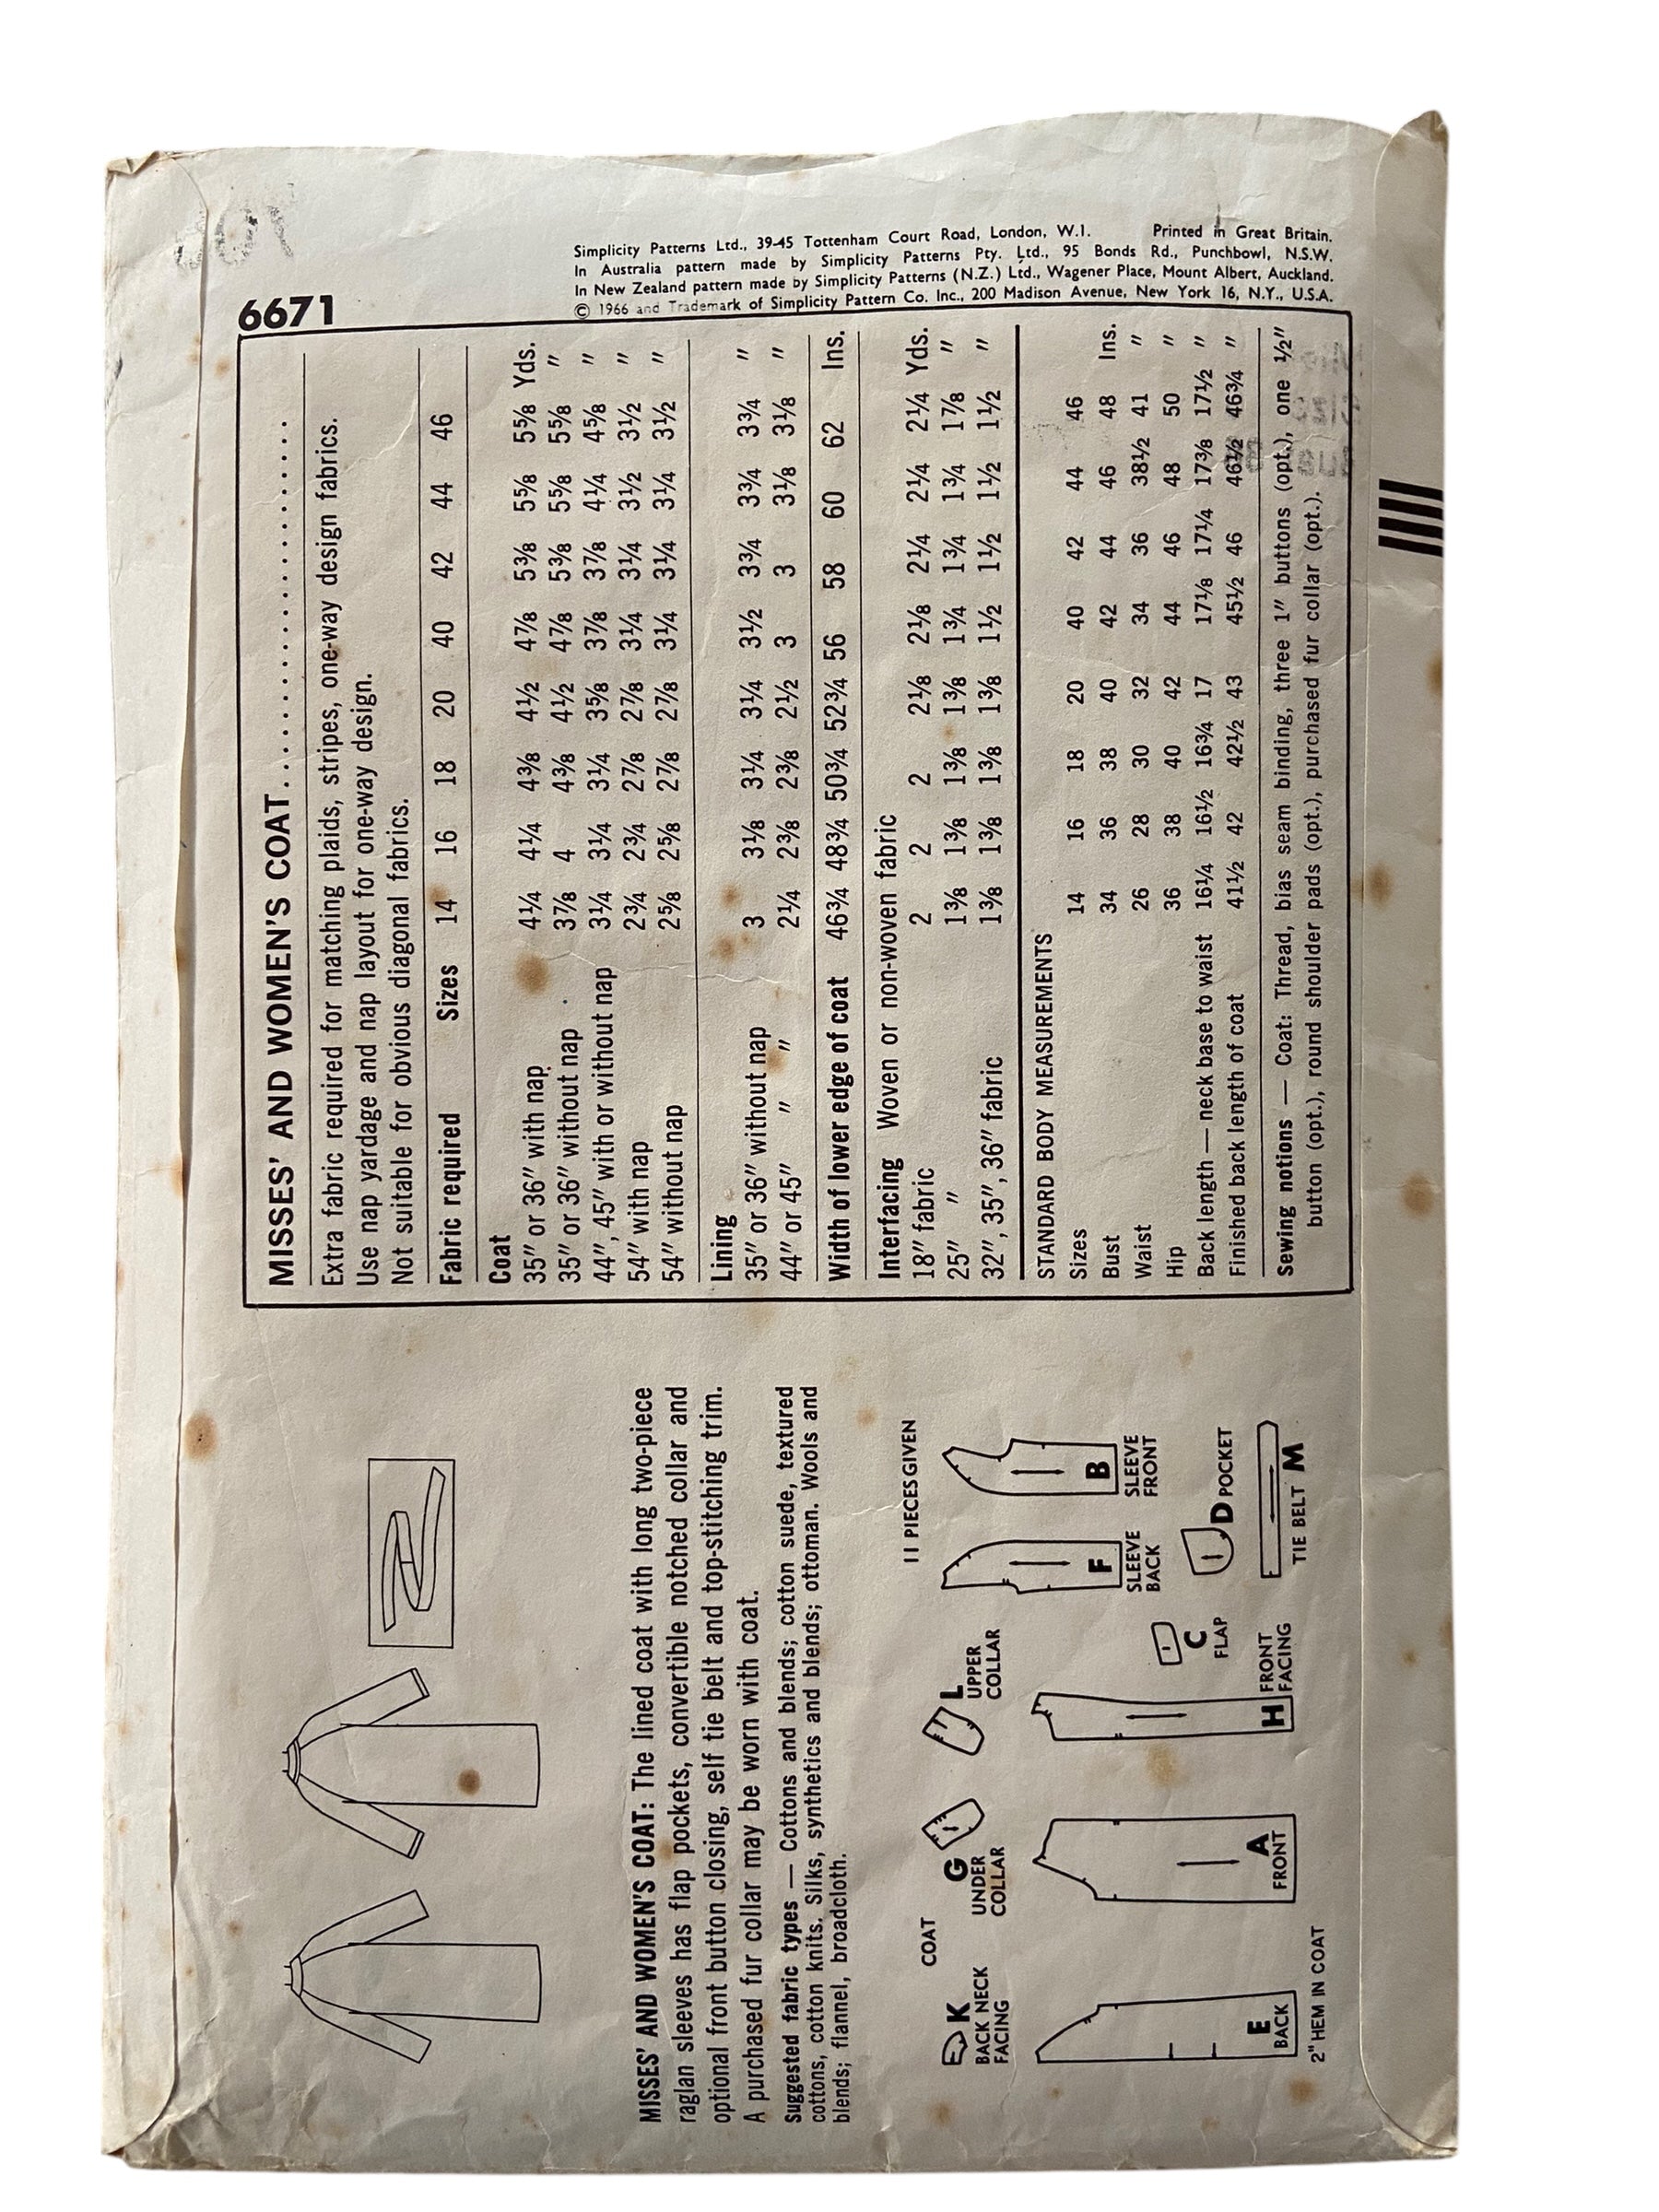 6671
Simplicity Patterns Ltd., 39-45 Tottenham Court Road, London, W.1. Printed in Great Britain.
In Australia pattern made by Simplicity Patterns Pty. Ltd., 95 Bonds Rd., Punchbowl, N.S.W.
In New Zealand pattern made by Simplicity Patterns (N.Z.) Ltd., Wagener Place, Mount Albert, Auckland.
© 1966 and Trademark of Simplicity Pattern Co. Inc., 200 Madison Avenue, New York 16, N.Y., U.S.A.
MISSES' AND WOMEN'S COAT..............................
Extra fabric required for matching plaids, stripes, one-way design fabrics.
Use nap yardage and nap layout for one-way design.
Not suitable for obvious diagonal fabrics.
Fabric required Sizes 14 16 18 20 40 42 44 46
Coat
35" or 36" with nap 4¼ 4¼ 4⅜ 4½ 4⅞ 5⅜ 5⅝ 5⅝ Yds.
35" or 36" without nap 3⅞ 4 4⅜ 4½ 4⅞ 5⅜ 5⅝ 5⅝ "
44", 45" with or without nap 3¼ 3¼ 3¼ 3⅝ 3⅞ 3⅞ 4¼ 4⅝ "
54" with nap 2¾ 2¾ 2⅞ 2⅞ 3¼ 3¼ 3½ 3½ "
54" without nap 2⅝ 2⅝ 2⅞ 2⅞ 3¼ 3¼ 3¼ 3½ "
Lining
35" or 36" without nap 3 3⅛ 3¼ 3¼ 3½ 3¾ 3¾ 3¾ "
44" or 45" " " 2¼ 2⅜ 2⅜ 2½ 3 3 3⅛ 3⅛ "
Width of lower edge of coat 46¾ 48¾ 50¾ 52¾ 56 58 60 62 Ins.
Interfacing Woven or non-woven fabric
18" fabric 2 2 2 2⅛ 2⅛ 2¼ 2¼ 2¼ Yds.
25" " 1⅜ 1⅜ 1⅜ 1⅜ 1¾ 1¾ 1¾ 1⅞ "
32", 35", 36" fabric 1⅜ 1⅜ 1⅜ 1⅜ 1½ 1½ 1½ 1½ "
STANDARD BODY MEASUREMENTS
Sizes 14 16 18 20 40 42 44 46
Bust 34 36 38 40 42 44 46 48 Ins.
Waist 26 28 30 32 34 36 38½ 41 "
Hip 36 38 40 42 44 46 48 50 "
Back length — neck base to waist 16¼ 16½ 16¾ 17 17⅛ 17¼ 17⅜ 17½ "
Finished back length of coat 41½ 42 42½ 43 45½ 46 46½ 46¾ "
Sewing notions — Coat: Thread, bias seam binding, three 1" buttons (opt.), one ½"
button (opt.), round shoulder pads (opt.), purchased fur collar (opt.).
MISSES' AND WOMEN'S COAT: The lined coat with long two-piece
raglan sleeves has flap pockets, convertible notched collar and
optional front button closing, self tie belt and top-stitching trim.
A purchased fur collar may be worn with coat.
Suggested fabric types — Cottons and blends; cotton suede, textured
cottons, cotton knits. Silks, synthetics and blends; ottoman. Wools and
blends; flannel, broadcloth.
COAT
11 PIECES GIVEN
K
BACK NECK
FACING
G
UNDER
COLLAR
L
UPPER
COLLAR
F
SLEEVE
BACK
B
SLEEVE
FRONT
E
BACK
A
FRONT
H
FRONT
FACING
C
FLAP
D POCKET
TIE BELT M
2" HEM IN COAT